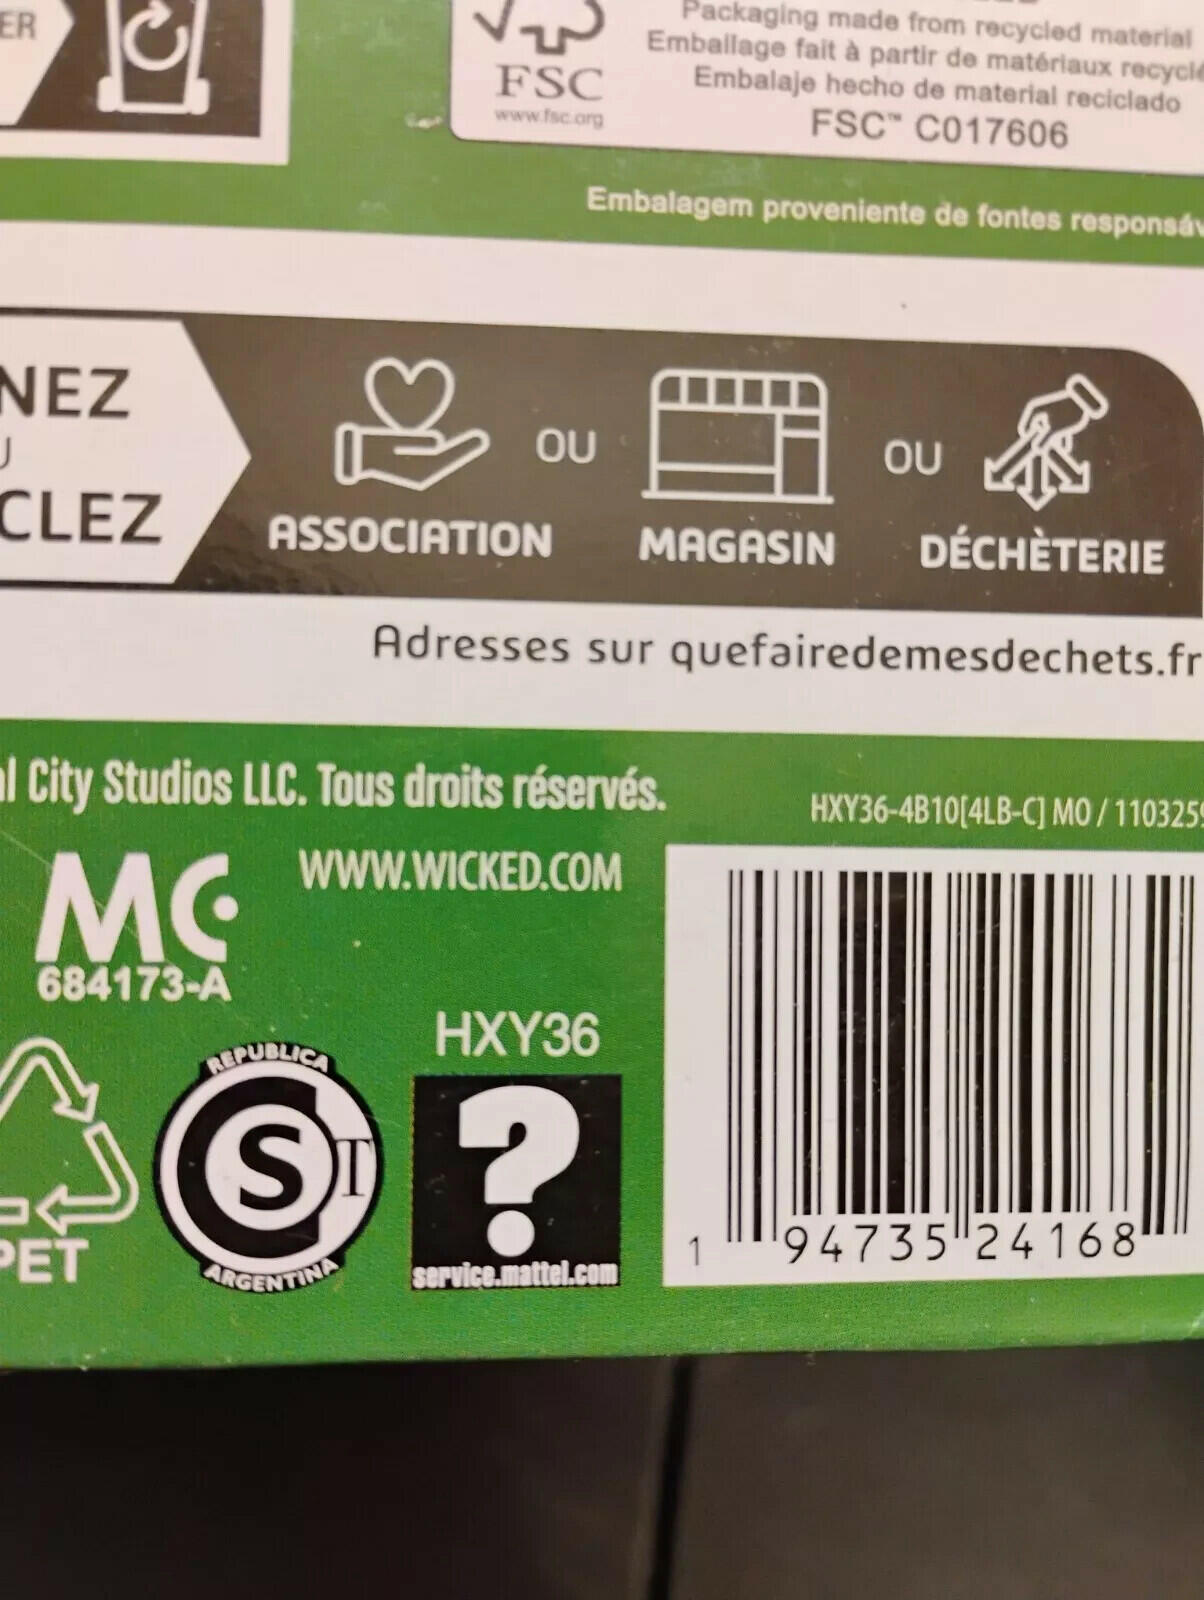 ER
FSC
www.fsc.org
Packaging made from recycled material
Emballage fait à partir de matériaux recyclé
Embalaje hecho de material reciclado
FSC™ C017606
Embalagem proveniente de fontes responsáv
NEZ
U
CLEZ
ASSOCIATION
OU
MAGASIN
OU
DÉCHÈTERIE
Adresses sur quefairedemesdechets.fr
al City Studios LLC. Tous droits réservés.
HXY36-4B10[4LB-C] MO / 1103259
MC
684173-A
WWW.WICKED.COM
PET
REPUBLICA
S
T
ARGENTINA
HXY36
?
service.mattel.com
1 94735 24168